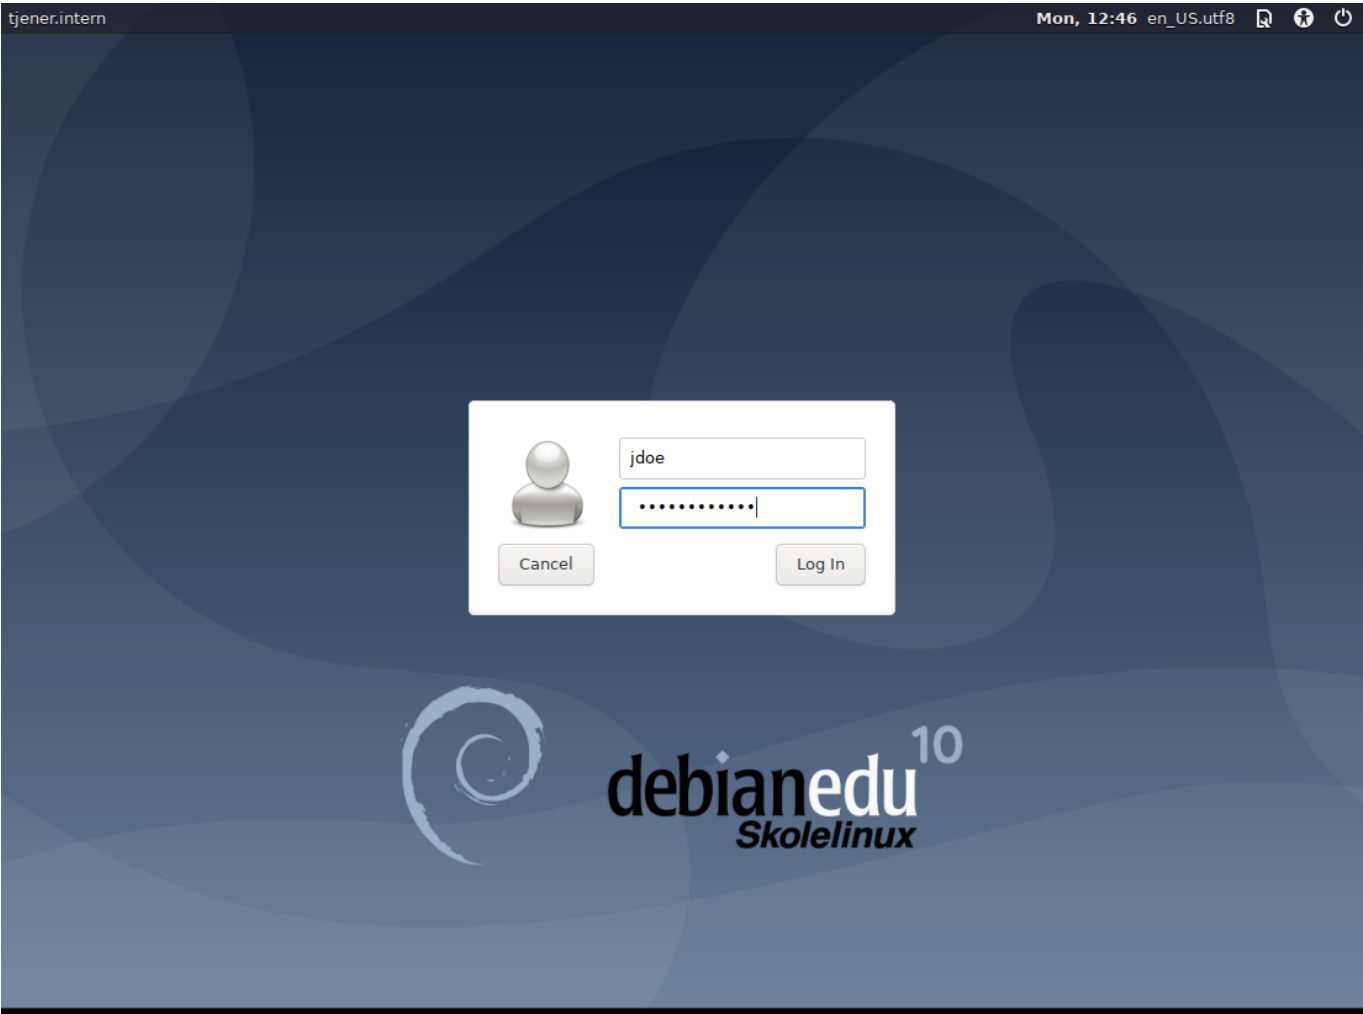 tjener.intern Mon, 12:46 en_US.utf8
jdoe
••••••••••••
Cancel Log In
debianedu 10
Skolelinux